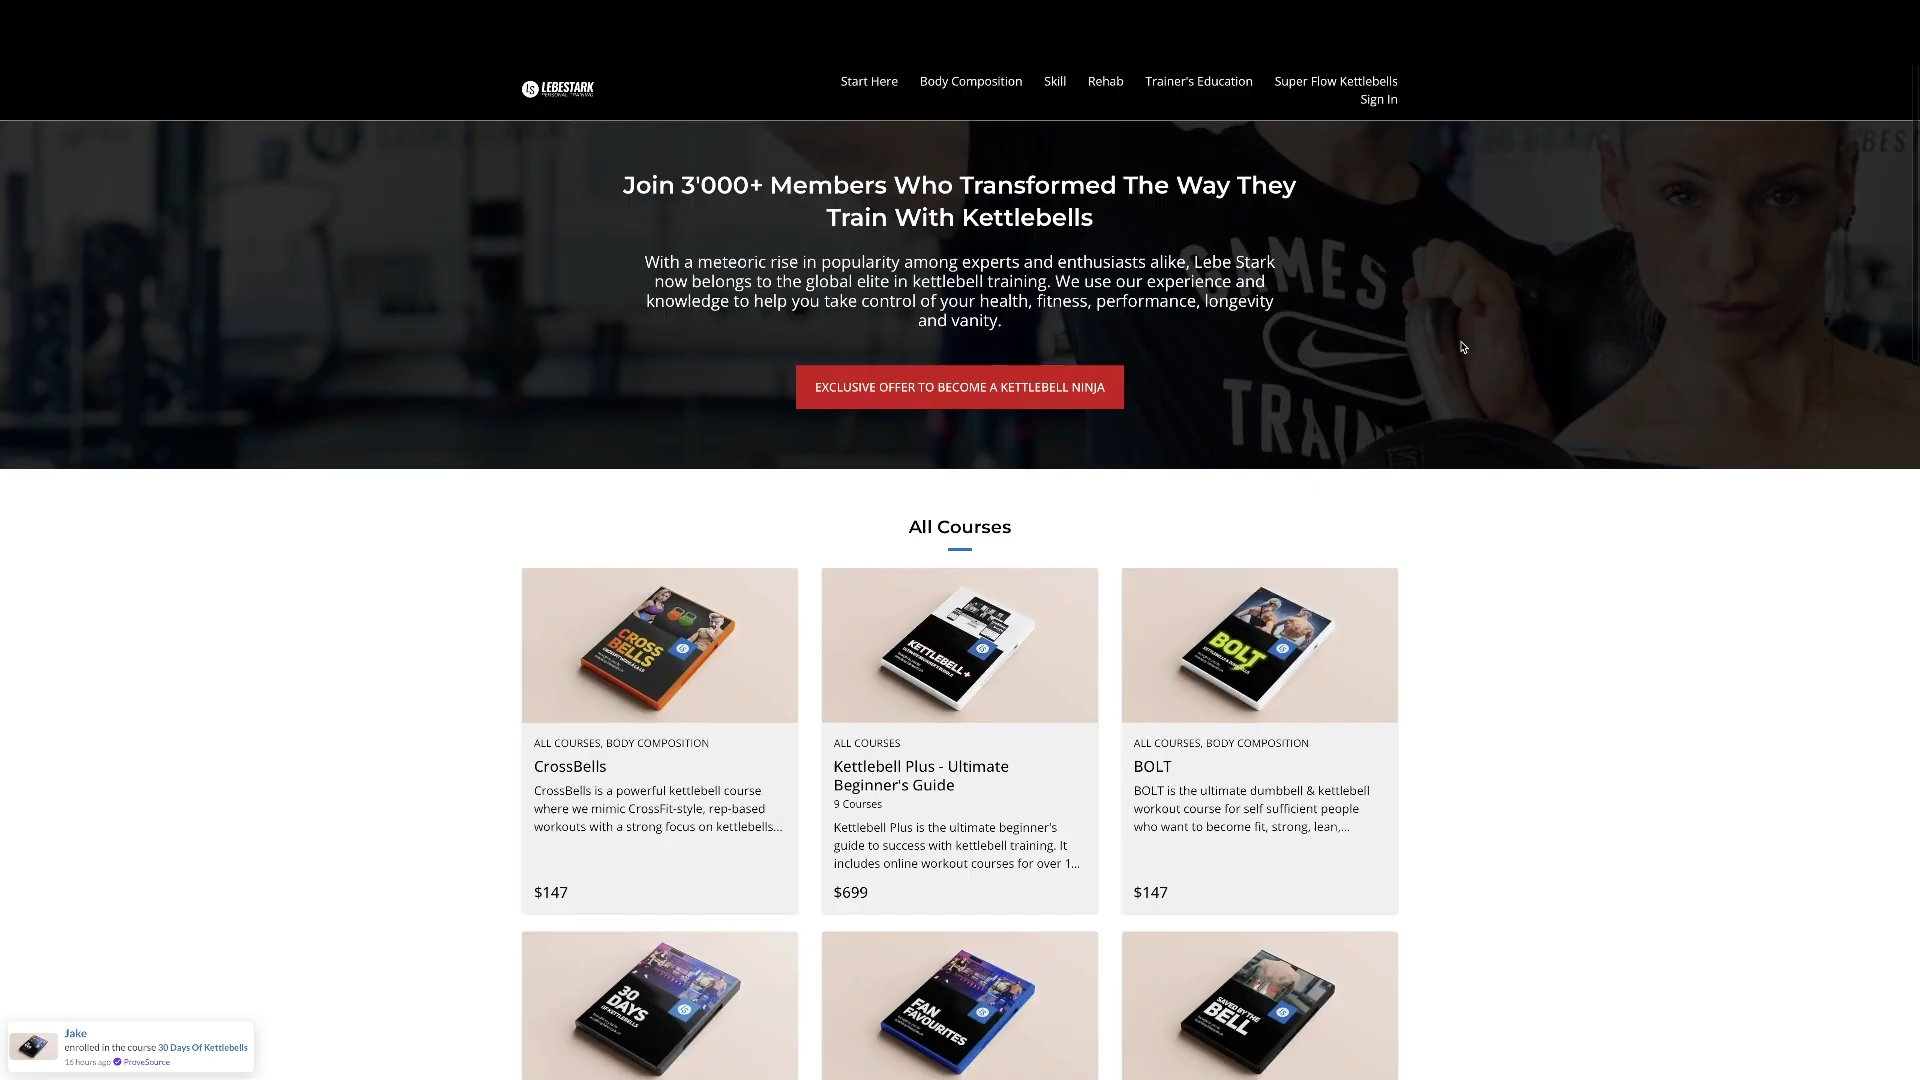 LEBESTARK
PERSONAL TRAINING
Start Here
Body Composition
Skill
Rehab
Trainer's Education
Super Flow Kettlebells
Sign In
Join 3'000+ Members Who Transformed The Way They
Train With Kettlebells
With a meteoric rise in popularity among experts and enthusiasts alike, Lebe Stark
now belongs to the global elite in kettlebell training. We use our experience and
knowledge to help you take control of your health, fitness, performance, longevity
and vanity.
EXCLUSIVE OFFER TO BECOME A KETTLEBELL NINJA
GAMES
TRAIN
All Courses
CROSS
BELLS
ALL COURSES, BODY COMPOSITION
CrossBells
CrossBells is a powerful kettlebell course
where we mimic CrossFit-style, rep-based
workouts with a strong focus on kettlebells...
$147
KETTLEBELL+
ULTIMATE BEGINNER'S BUNDLE
ALL COURSES
Kettlebell Plus - Ultimate
Beginner's Guide
9 Courses
Kettlebell Plus is the ultimate beginner's
guide to success with kettlebell training. It
includes online workout courses for over 1...
$699
BOLT
ALL COURSES, BODY COMPOSITION
BOLT
BOLT is the ultimate dumbbell & kettlebell
workout course for self sufficient people
who want to become fit, strong, lean,...
$147
30
DAYS
OF KETTLEBELLS
FAN
FAVOURITES
SAVED BY THE
BELL
Jake
enrolled in the course 30 Days Of Kettlebells
16 hours ago ProveSource